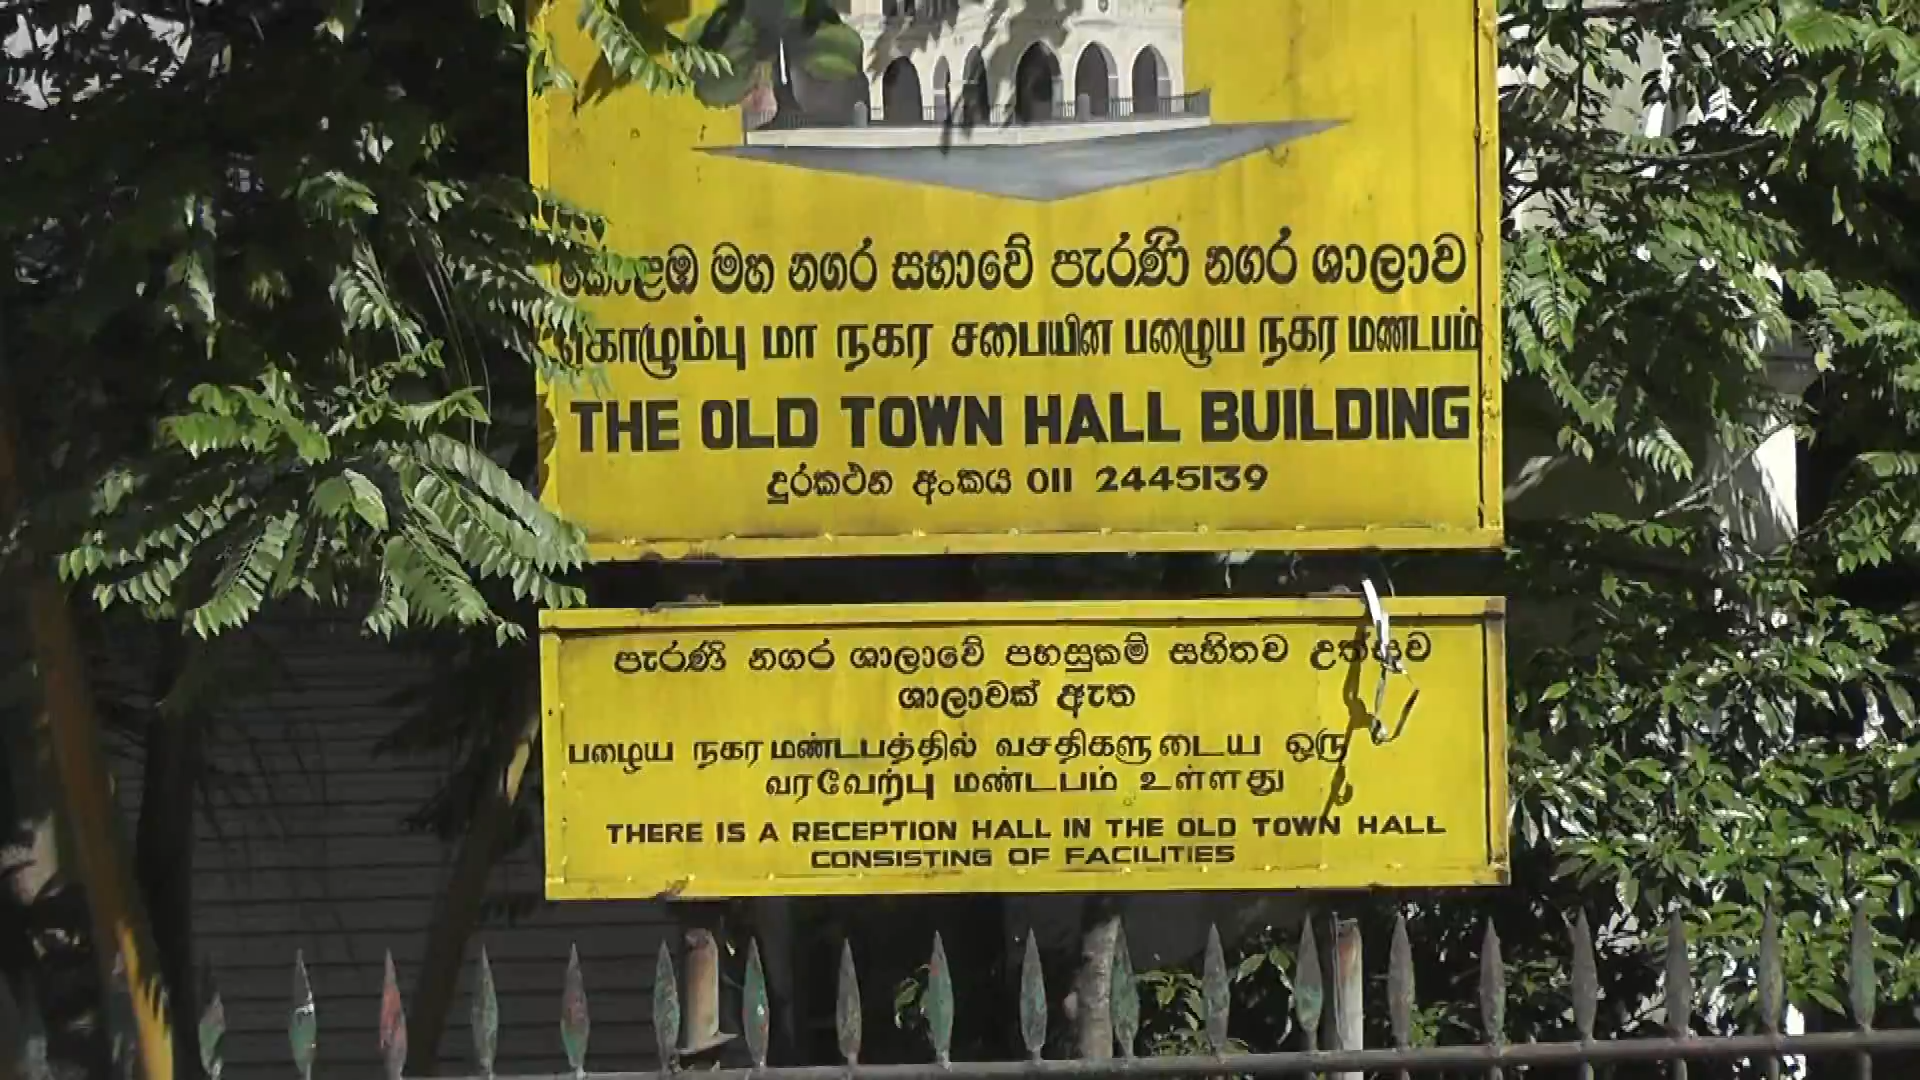 කොළඹ මහ නගර සභාවේ පැරණි නගර ශාලාව
கொழும்பு மா நகர சபையின் பழைய நகர மண்டபம்
THE OLD TOWN HALL BUILDING
දුරකථන අංකය 011 2445139
පැරණි නගර ශාලාවේ පහසුකම් සහිතව උත්සව
ශාලාවක් ඇත
பழைய நகர மண்டபத்தில் வசதிகளுடைய ஒரு
வரவேற்பு மண்டபம் உள்ளது
THERE IS A RECEPTION HALL IN THE OLD TOWN HALL
CONSISTING OF FACILITIES